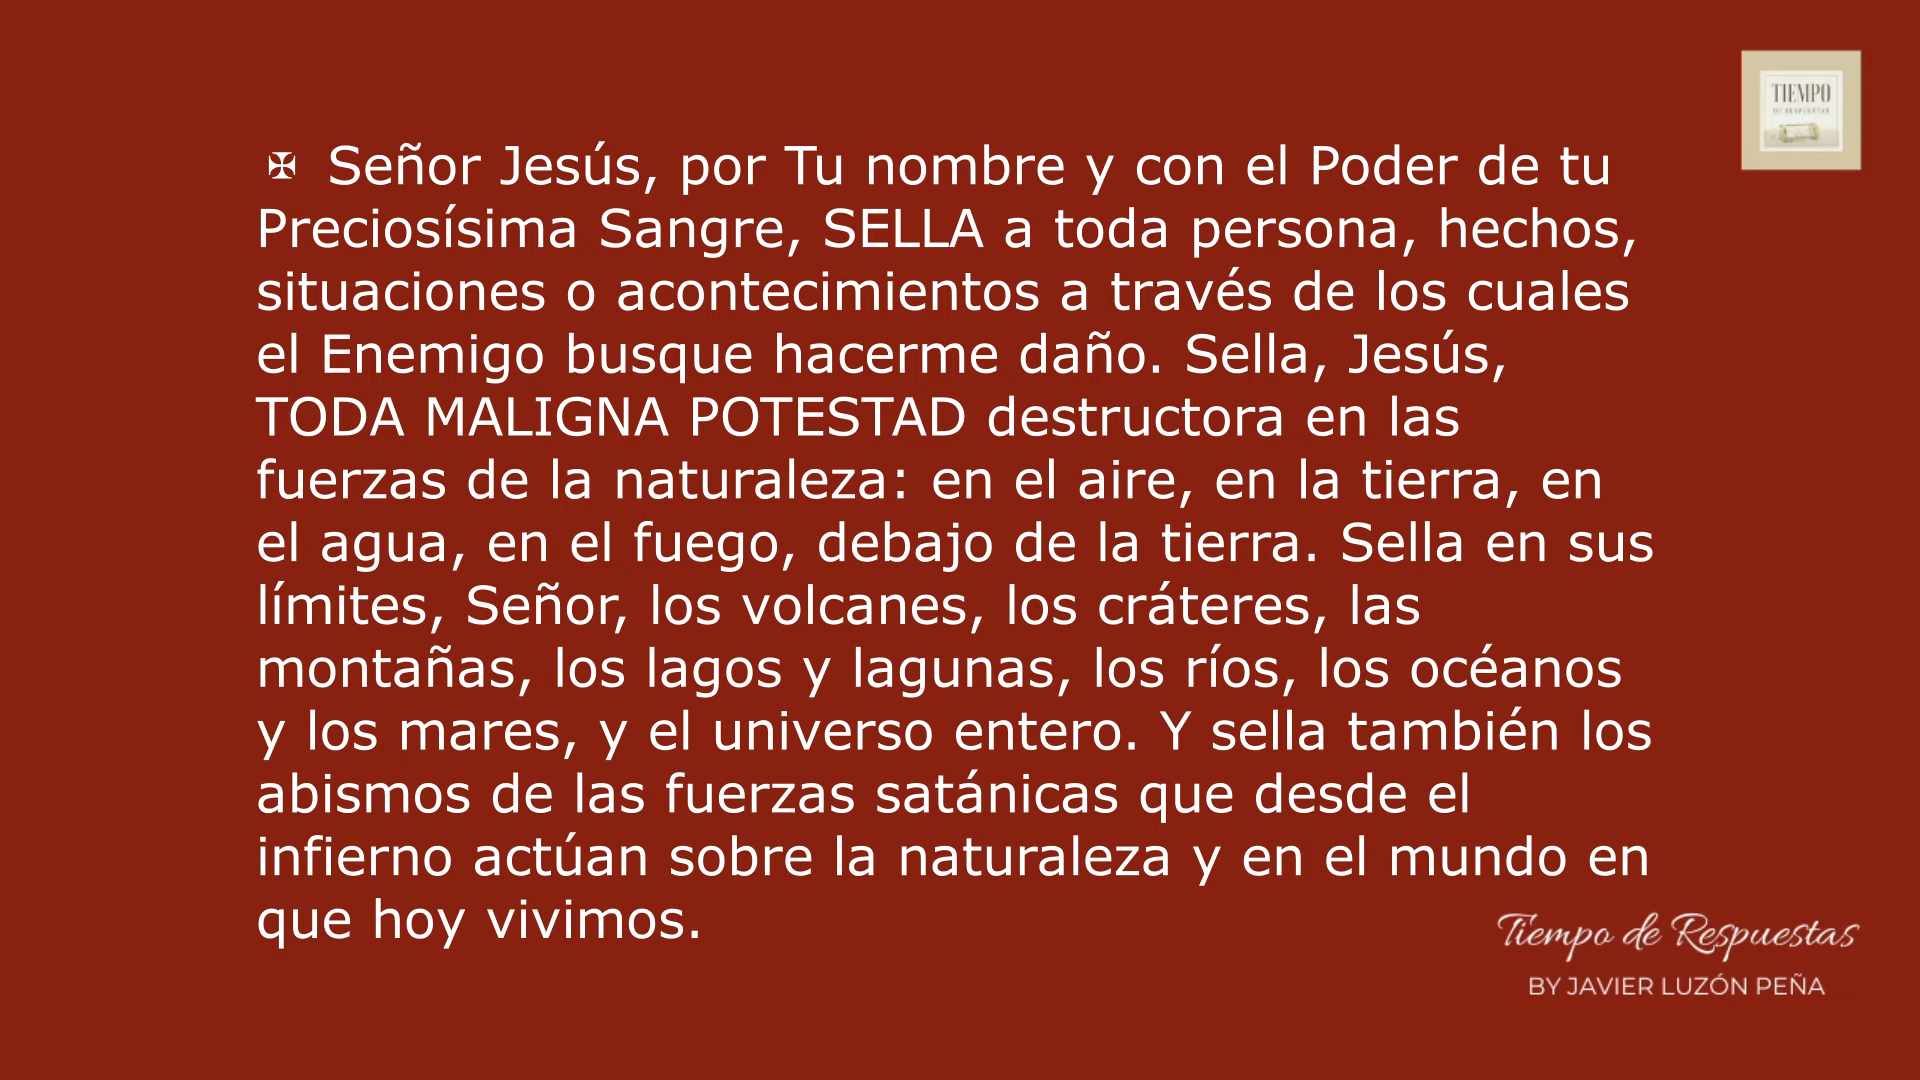 TIEMPO
DE RESPUESTAS
✠ Señor Jesús, por Tu nombre y con el Poder de tu
Preciosísima Sangre, SELLA a toda persona, hechos,
situaciones o acontecimientos a través de los cuales
el Enemigo busque hacerme daño. Sella, Jesús,
TODA MALIGNA POTESTAD destructora en las
fuerzas de la naturaleza: en el aire, en la tierra, en
el agua, en el fuego, debajo de la tierra. Sella en sus
límites, Señor, los volcanes, los cráteres, las
montañas, los lagos y lagunas, los ríos, los océanos
y los mares, y el universo entero. Y sella también los
abismos de las fuerzas satánicas que desde el
infierno actúan sobre la naturaleza y en el mundo en
que hoy vivimos.
Tiempo de Respuestas
BY JAVIER LUZÓN PEÑA